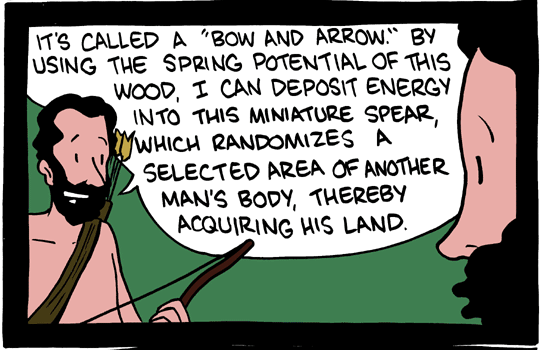 IT'S CALLED A "BOW AND ARROW." BY
USING THE SPRING POTENTIAL OF THIS
WOOD, I CAN DEPOSIT ENERGY
INTO THIS MINIATURE SPEAR,
WHICH RANDOMIZES A
SELECTED AREA OF ANOTHER
MAN'S BODY, THEREBY
ACQUIRING HIS LAND.